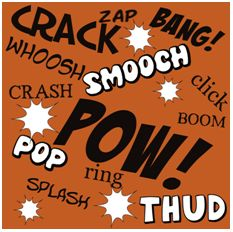 CRACK
ZAP
BANG!
WHOOSH
SMOOCH
CRASH
click
POW!
BOOM
POP
ring
SPLASH
THUD